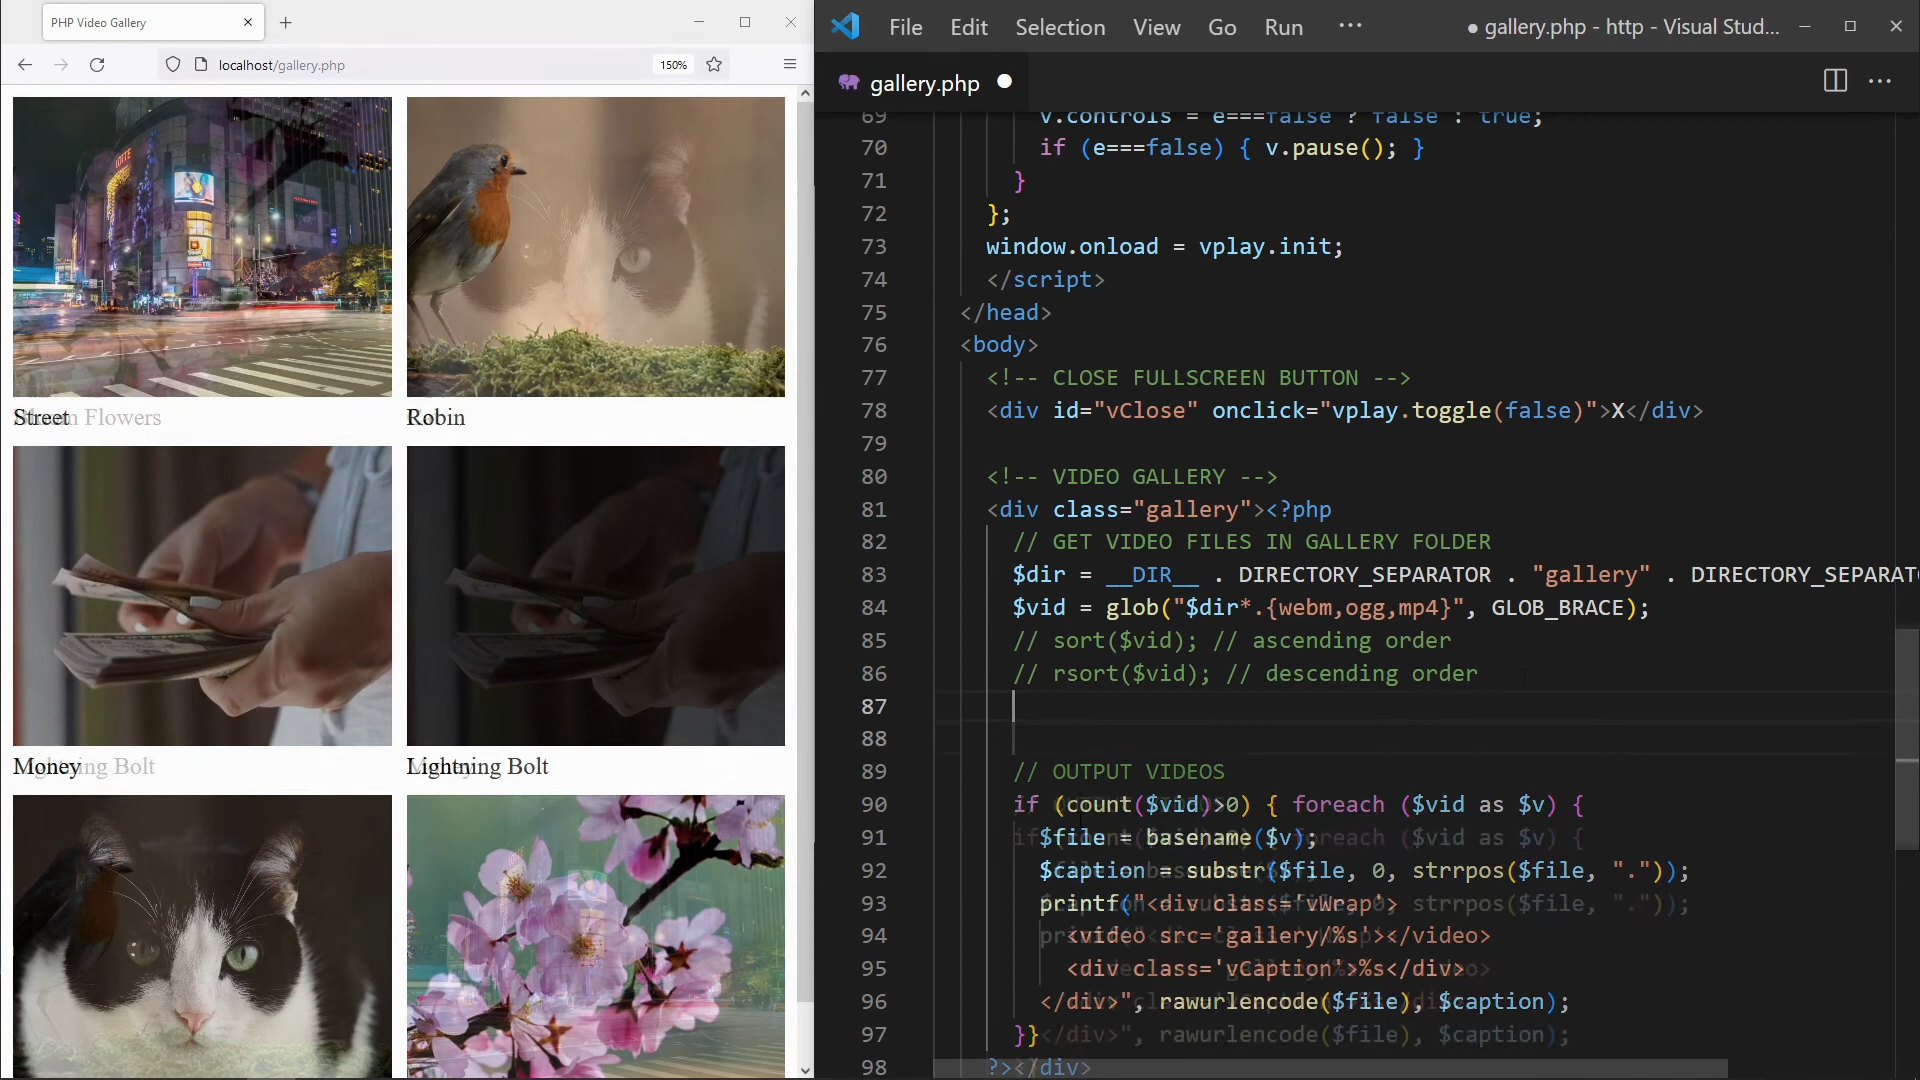 PHP Video Gallery
localhost/gallery.php
150%
LOTTE
Street
Robin
Money
Lightning Bolt
File Edit Selection View Go Run ···
● gallery.php - http - Visual Stud...
gallery.php
69 v.controls = e===false ? false : true;
70 if (e===false) { v.pause(); }
71 }
72 };
73 window.onload = vplay.init;
74 </script>
75 </head>
76 <body>
77 <!-- CLOSE FULLSCREEN BUTTON -->
78 <div id="vClose" onclick="vplay.toggle(false)">X</div>
79
80 <!-- VIDEO GALLERY -->
81 <div class="gallery"><?php
82 // GET VIDEO FILES IN GALLERY FOLDER
83 $dir = __DIR__ . DIRECTORY_SEPARATOR . "gallery" . DIRECTORY_SEPARAT
84 $vid = glob("$dir*.{webm,ogg,mp4}", GLOB_BRACE);
85 // sort($vid); // ascending order
86 // rsort($vid); // descending order
87
88
89 // OUTPUT VIDEOS
90 if (count($vid)>0) { foreach ($vid as $v) {
91 $file = basename($v);
92 $caption = substr($file, 0, strrpos($file, "."));
93 printf("<div class='vWrap'>
94 <video src='gallery/%s'></video>
95 <div class='vCaption'>%s</div>
96 </div>", rawurlencode($file), $caption);
97 }}
98 ?></div>